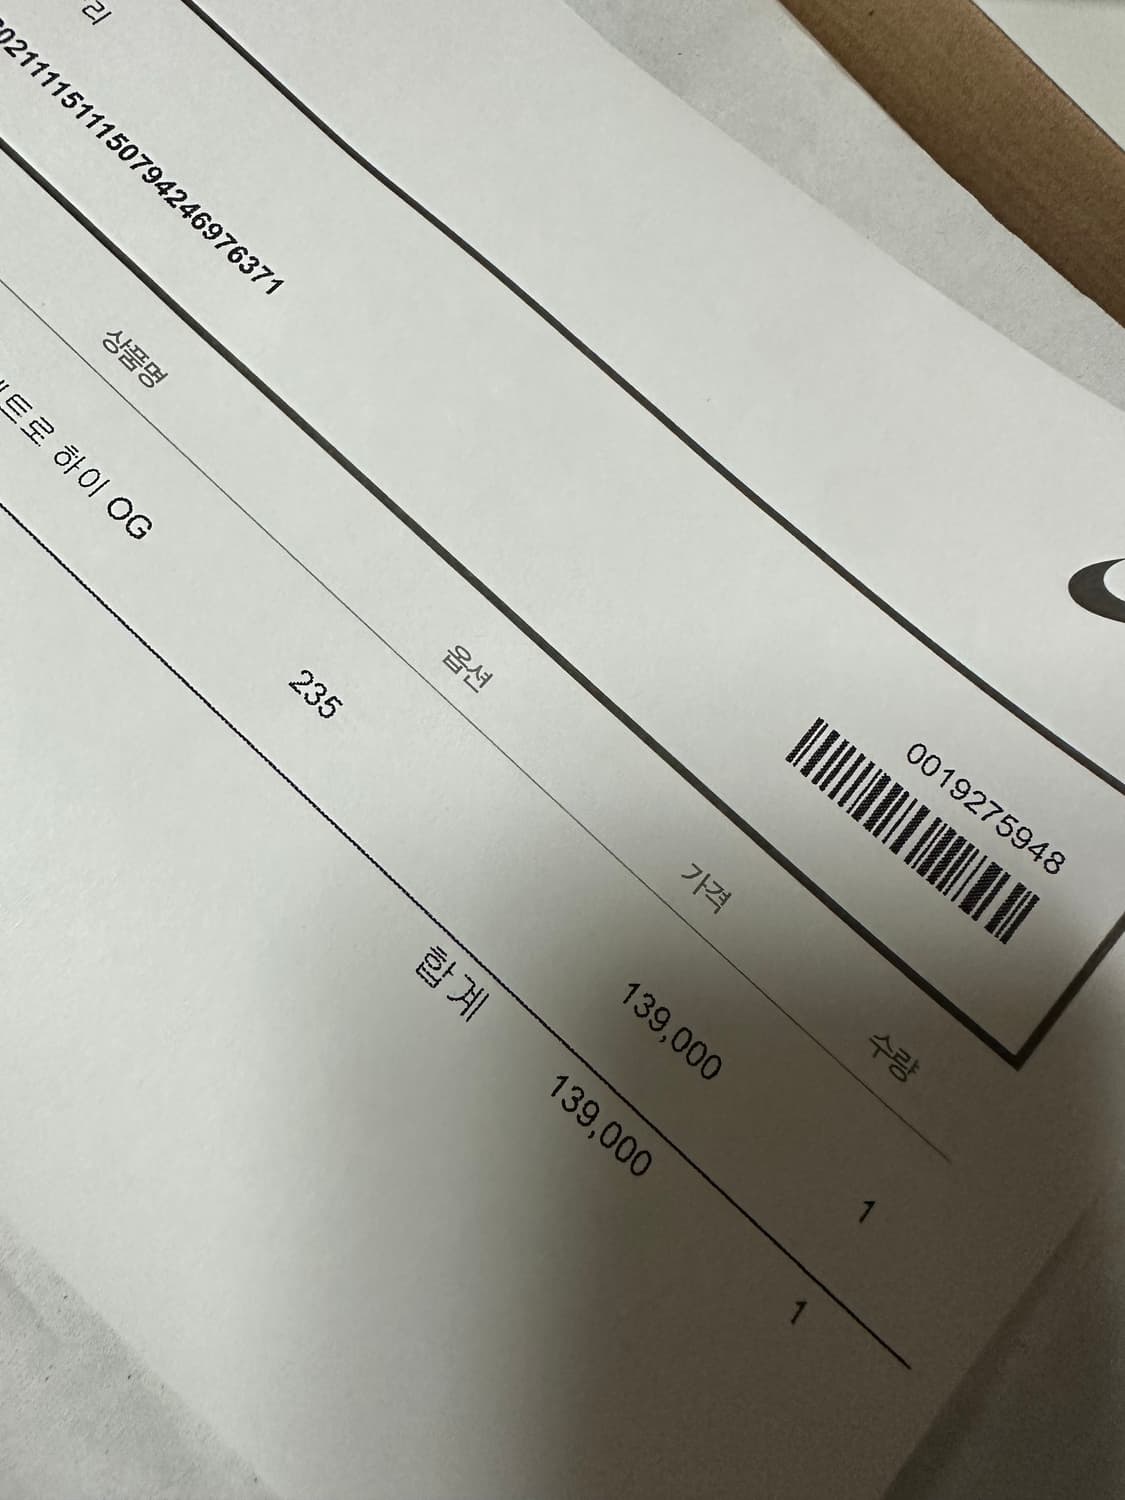 리
0019275948
021111511150794246976371
상품명 옵션 가격 수량
트로 하이 OG 235 139,000 1
합계 139,000 1